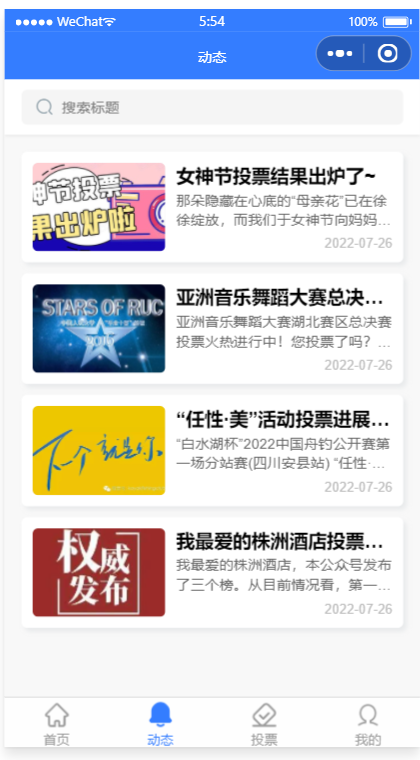 WeChat 5:54 100%
动态
搜索标题
神节投票
果出炉啦
女神节投票结果出炉了~
那朵隐藏在心底的“母亲花”已在徐
徐绽放，而我们于女神节向妈妈…
2022-07-26
STARS OF RUC
亚洲音乐舞蹈大赛总决…
亚洲音乐舞蹈大赛湖北赛区总决赛
投票火热进行中！您投票了吗？…
2022-07-26
下一个就是你
“任性·美”活动投票进展…
“白水湖杯”2022中国舟钓公开赛第
一场分站赛(四川安县站) “任性·…
2022-07-26
权威
发布
我最爱的株洲酒店投票…
我最爱的株洲酒店，本公众号发布
了三个榜。从目前情况看，第一…
2022-07-26
首页 动态 投票 我的